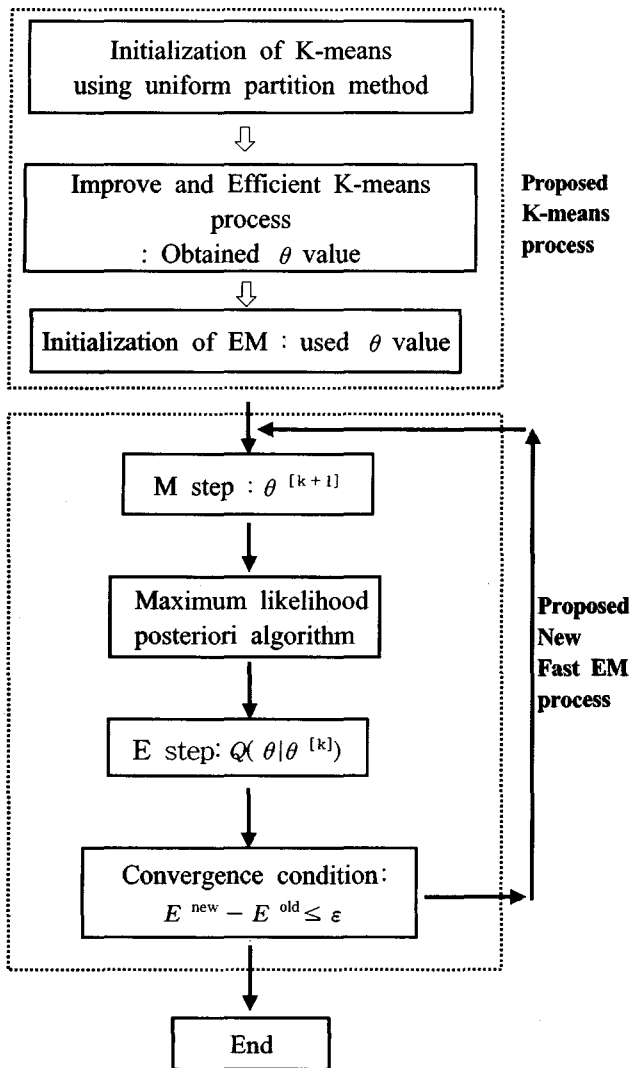 Initialization of K-means
using uniform partition method
Improve and Efficient K-means
process
: Obtained θ value
Initialization of EM : used θ value
Proposed
K-means
process
M step : θ [k+1]
Maximum likelihood
posteriori algorithm
E step: Q( θ|θ [k])
Convergence condition:
E new − E old ≤ ε
Proposed
New
Fast EM
process
End